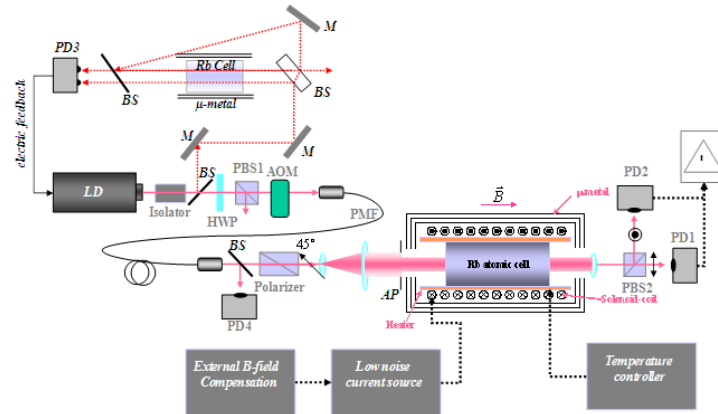 M
PD3
Rb Cell
BS
BS
μ-metal
electric feedback
M
M
BS
PBS1
AOM
LD
Isolator
HWP
PMF
B
μmetal
PD2
PD1
BS
45°
Polarizer
Rb atomic cell
PBS2
AP
Solenoid-coil
Heater
PD4
External B-field
Compensation
Low noise
current source
Temperature
controller